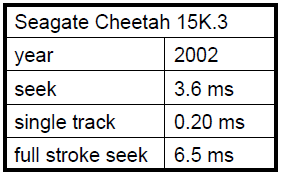 Seagate Cheetah 15K.3
year 2002
seek 3.6 ms
single track 0.20 ms
full stroke seek 6.5 ms